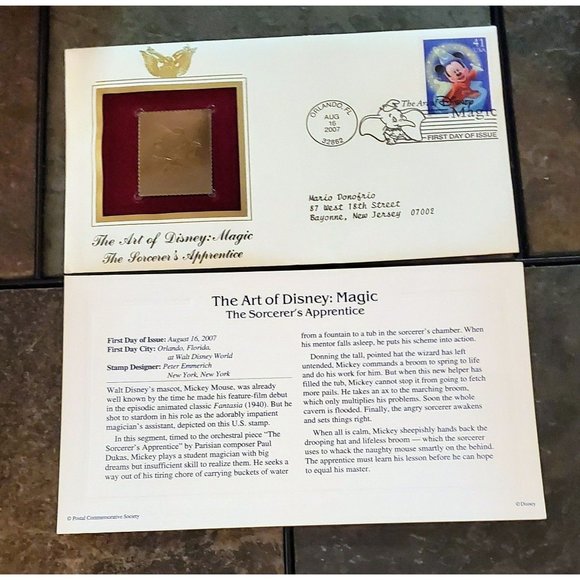 41
USA
The Art of Disney
Magic
ORLANDO, FL
AUG
16
2007
32862
FIRST DAY OF ISSUE
Mario Donofrio
87 West 18th Street
Bayonne, New Jersey 07002
The Art of Disney: Magic
The Sorcerer's Apprentice
The Art of Disney: Magic
The Sorcerer's Apprentice
First Day of Issue: August 16, 2007
First Day City: Orlando, Florida,
at Walt Disney World
Stamp Designer: Peter Emmerich
New York, New York
Walt Disney's mascot, Mickey Mouse, was already
well known by the time he made his feature-film debut
in the episodic animated classic Fantasia (1940). But he
shot to stardom in his role as the adorably impatient
magician's assistant, depicted on this U.S. stamp.
In this segment, timed to the orchestral piece "The
Sorcerer's Apprentice" by Parisian composer Paul
Dukas, Mickey plays a student magician with big
dreams but insufficient skill to realize them. He seeks a
way out of his tiring chore of carrying buckets of water
from a fountain to a tub in the sorcerer's chamber. When
his mentor falls asleep, he puts his scheme into action.
Donning the tall, pointed hat the wizard has left
untended, Mickey commands a broom to spring to life
and do his work for him. But when this new helper has
filled the tub, Mickey cannot stop it from going to fetch
more pails. He takes an ax to the marching broom,
which only multiplies his problems. Soon the whole
cavern is flooded. Finally, the angry sorcerer awakens
and sets things right.
When all is calm, Mickey sheepishly hands back the
drooping hat and lifeless broom — which the sorcerer
uses to whack the naughty mouse smartly on the behind.
The apprentice must learn his lesson before he can hope
to equal his master.
© Postal Commemorative Society
© Disney